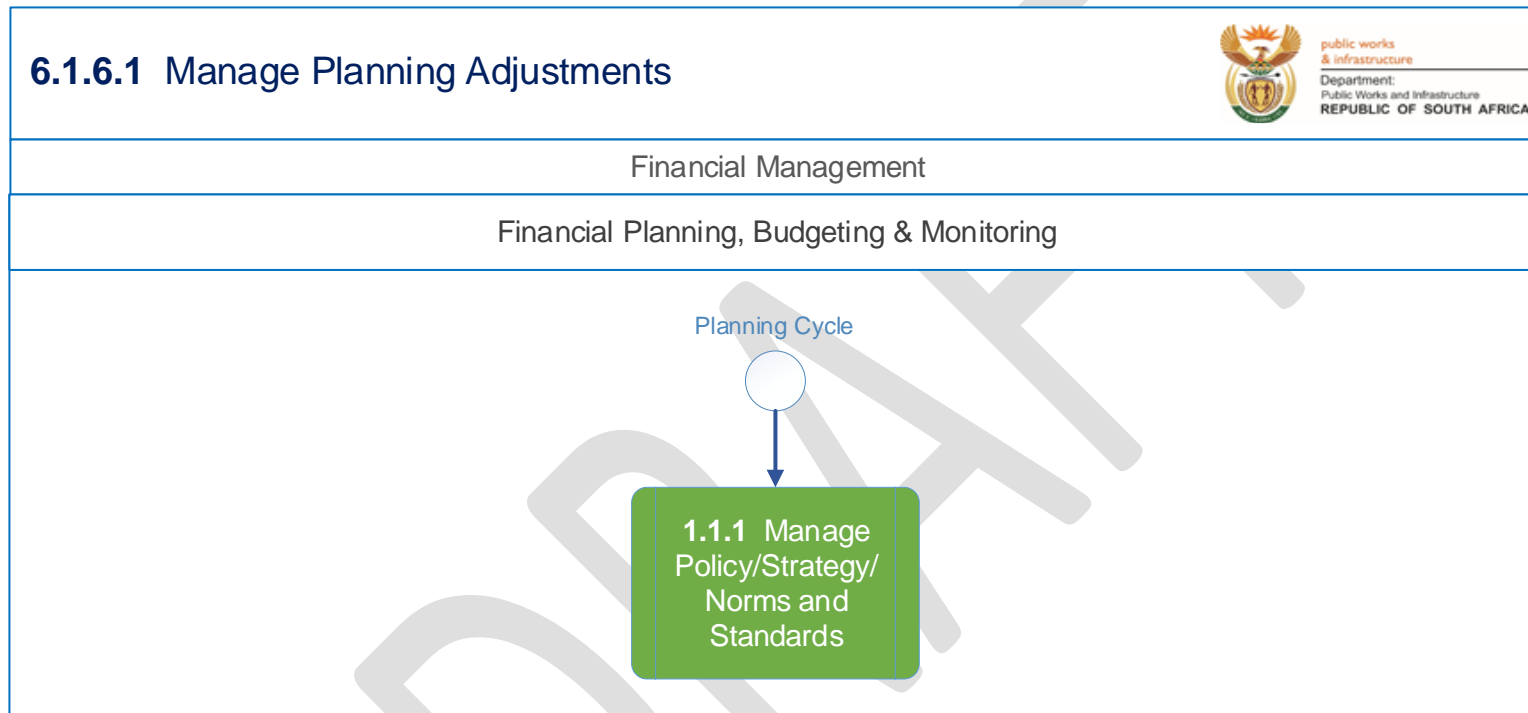 6.1.6.1 Manage Planning Adjustments
public works
& infrastructure
Department:
Public Works and Infrastructure
REPUBLIC OF SOUTH AFRICA
Financial Management
Financial Planning, Budgeting & Monitoring
Planning Cycle
1.1.1 Manage
Policy/Strategy/
Norms and
Standards
DRAFT